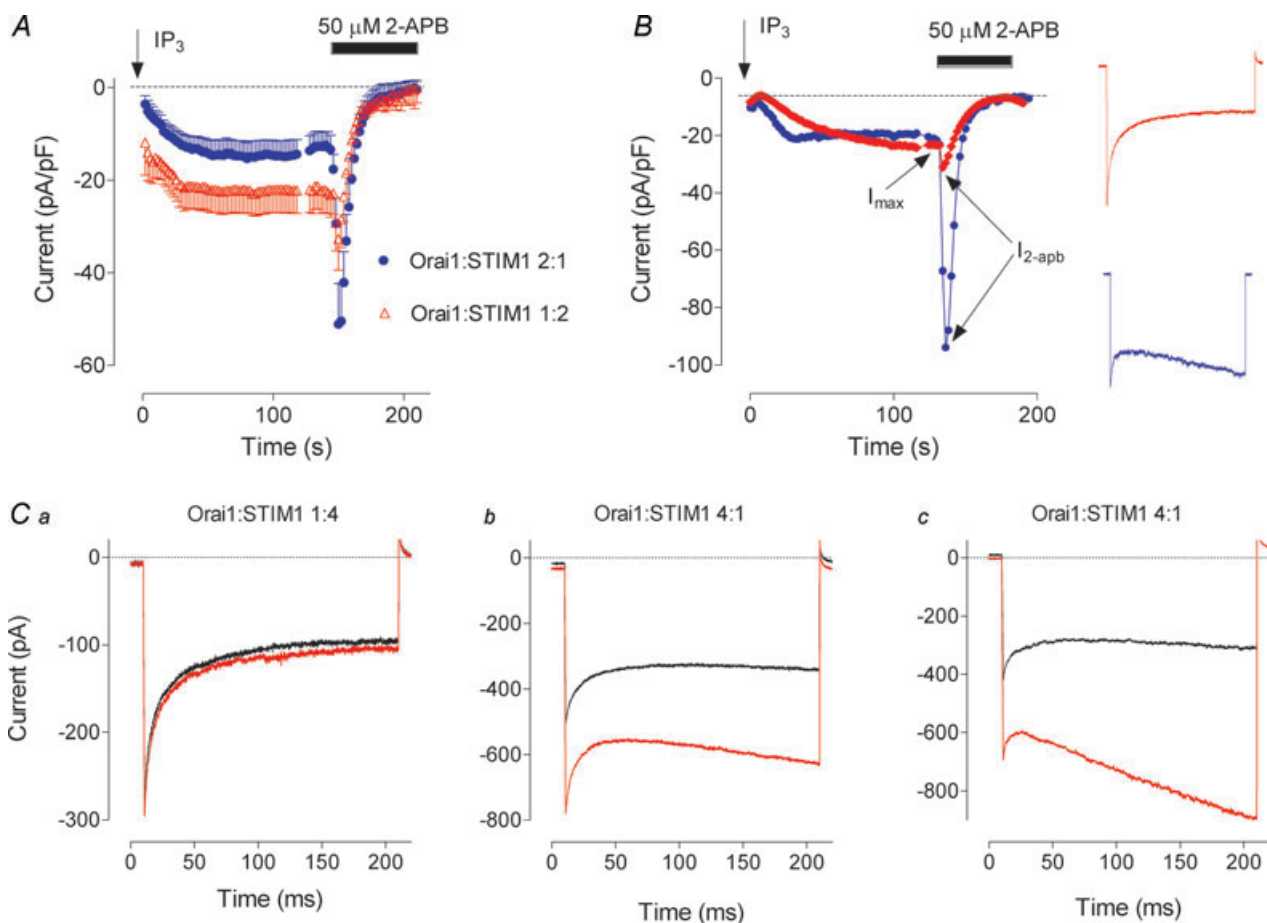 A
IP₃
50 μM 2-APB
0
-20
-40
-60
Current (pA/pF)
Orai1:STIM1 2:1
Orai1:STIM1 1:2
0 100 200
Time (s)
B
IP₃
50 μM 2-APB
0
-20
-40
-60
-80
-100
Current (pA/pF)
Imax
I2-apb
0 100 200
Time (s)
C a
Orai1:STIM1 1:4
0
-100
-200
-300
Current (pA)
0 50 100 150 200
Time (ms)
b
Orai1:STIM1 4:1
0
-200
-400
-600
-800
0 50 100 150 200
Time (ms)
c
Orai1:STIM1 4:1
0
-200
-400
-600
-800
0 50 100 150 200
Time (ms)